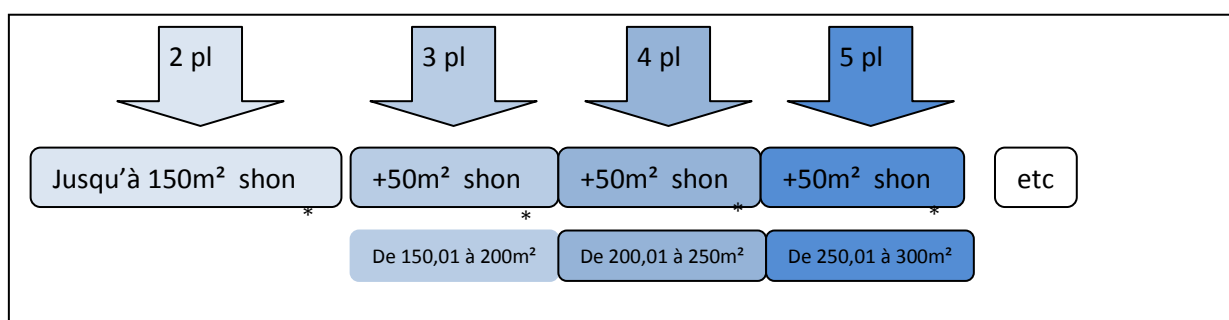 2 pl 3 pl 4 pl 5 pl
Jusqu'à 150m² shon +50m² shon +50m² shon +50m² shon etc
* * * *
De 150,01 à 200m² De 200,01 à 250m² De 250,01 à 300m²